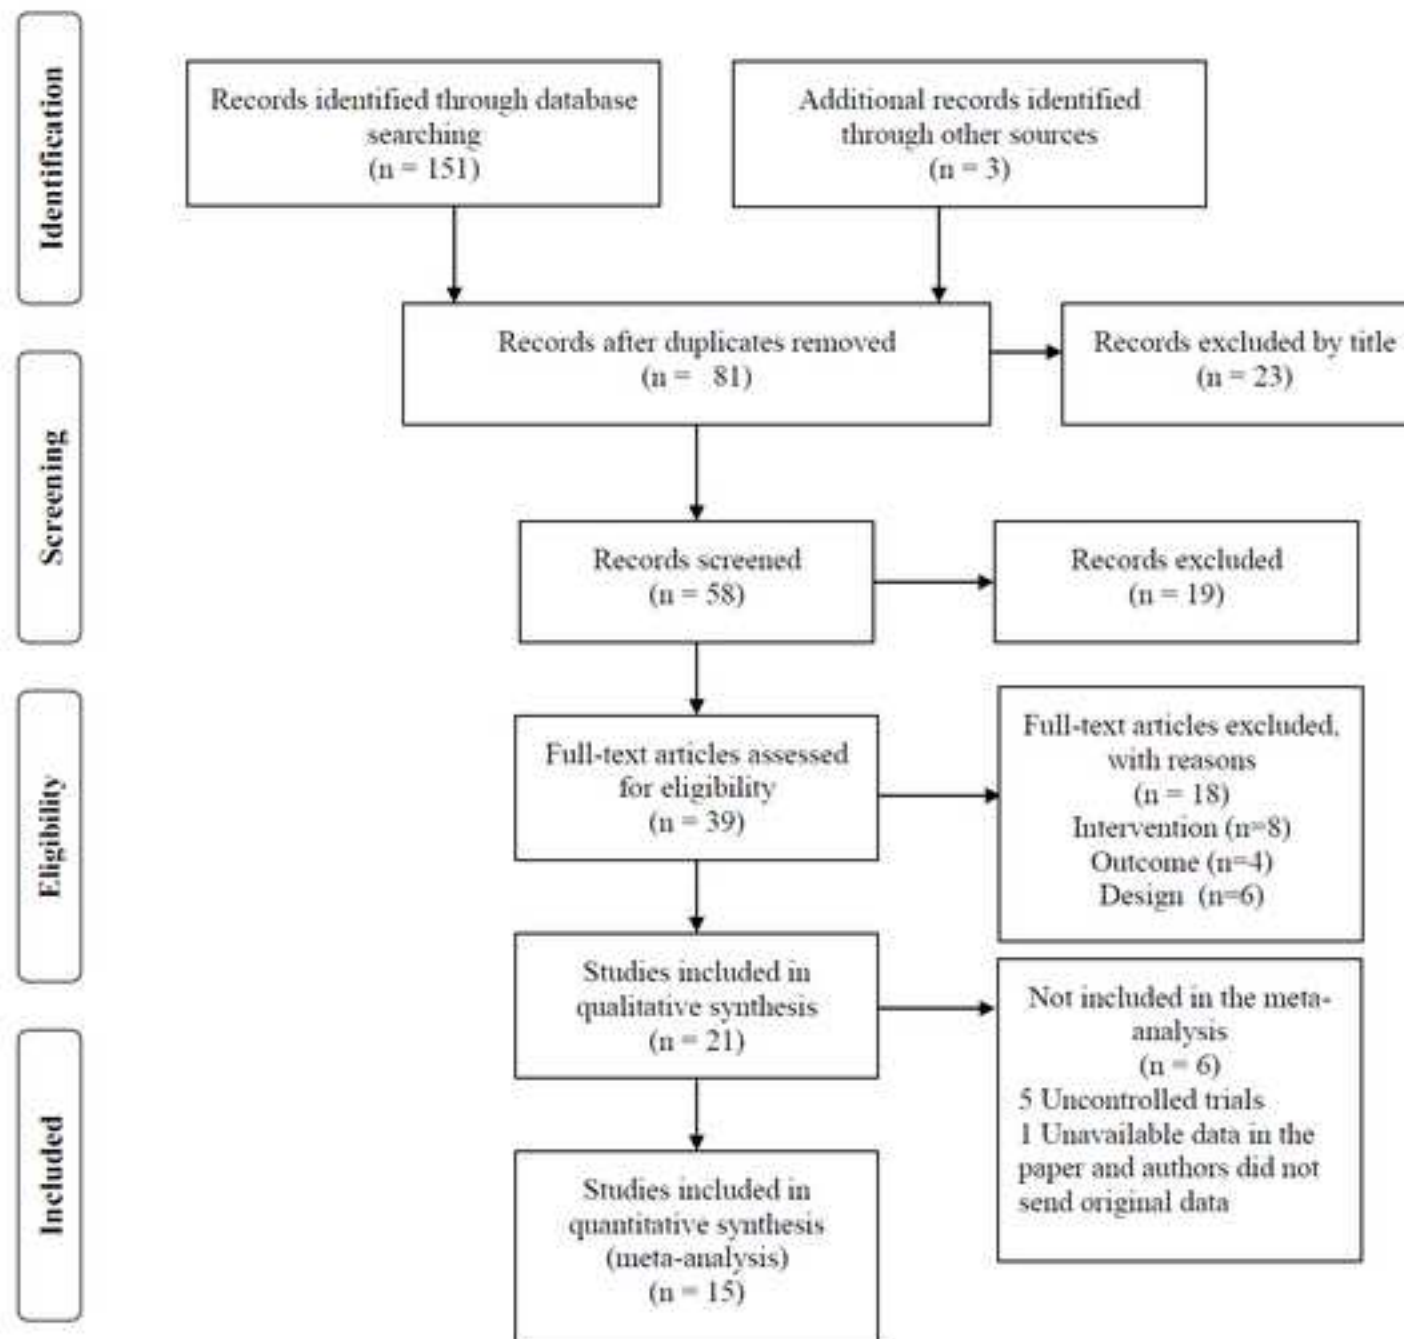 Identification
Records identified through database
searching
(n = 151)
Additional records identified
through other sources
(n = 3)
Records after duplicates removed
(n =   81)
Records excluded by title
(n = 23)
Screening
Records screened
(n = 58)
Records excluded
(n = 19)
Eligibility
Full-text articles assessed
for eligibility
(n = 39)
Full-text articles excluded,
with reasons
(n = 18)
Intervention (n=8)
Outcome (n=4)
Design  (n=6)
Studies included in
qualitative synthesis
(n = 21)
Not included in the meta-
analysis
(n = 6)
5 Uncontrolled trials
1 Unavailable data in the
paper and authors did not
send original data
Included
Studies included in
quantitative synthesis
(meta-analysis)
(n = 15)